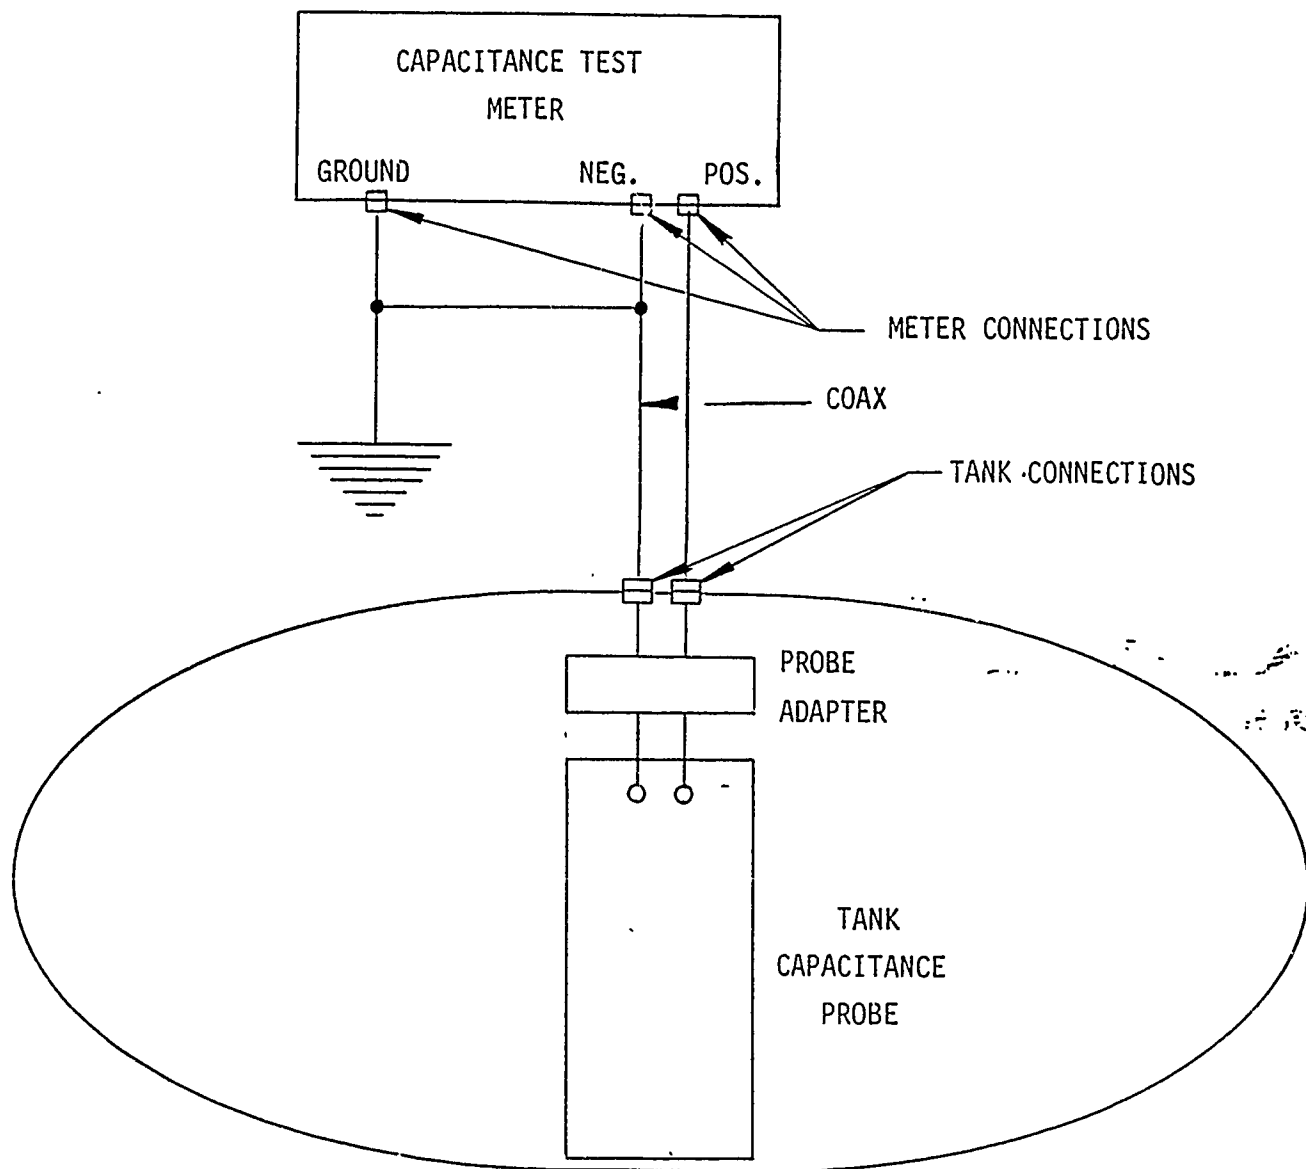 CAPACITANCE TEST
METER
GROUND
NEG.
POS.
METER CONNECTIONS
COAX
TANK CONNECTIONS
PROBE
ADAPTER
TANK
CAPACITANCE
PROBE